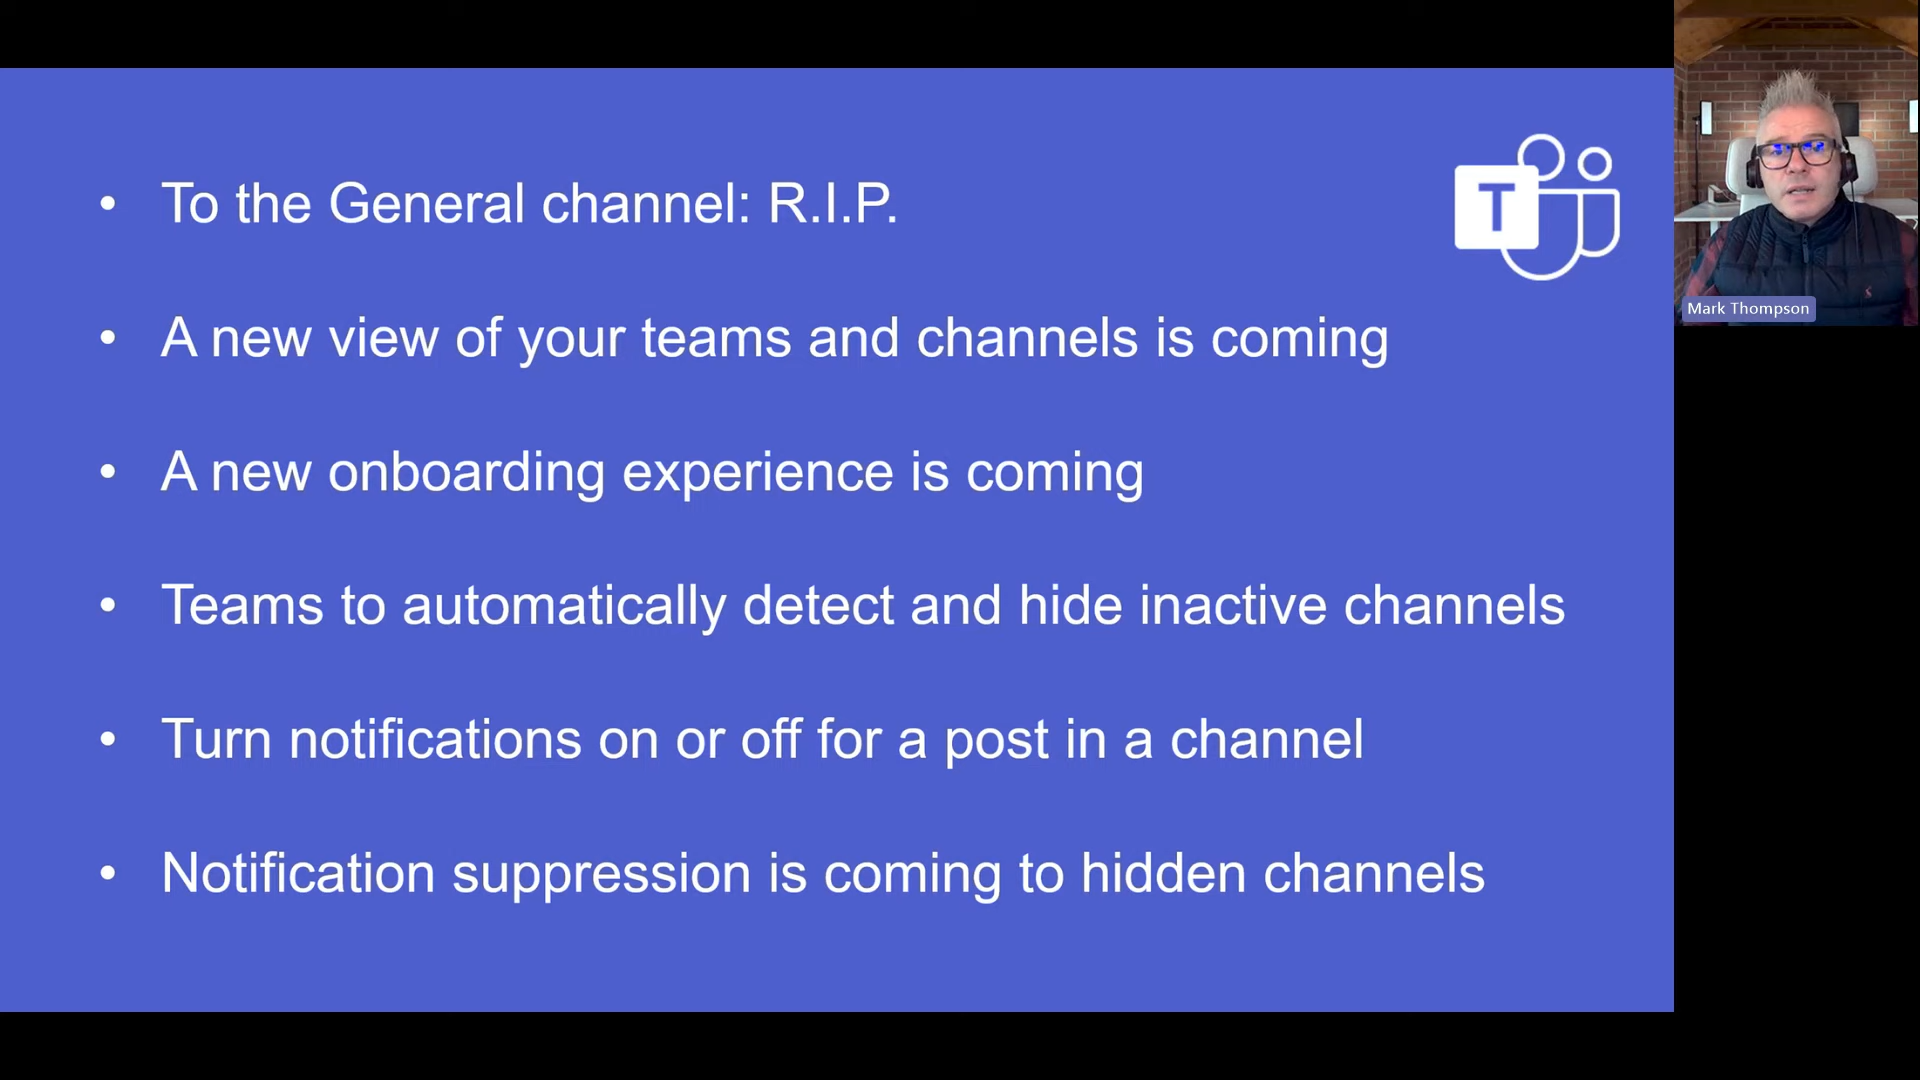 • To the General channel: R.I.P.
• A new view of your teams and channels is coming
• A new onboarding experience is coming
• Teams to automatically detect and hide inactive channels
• Turn notifications on or off for a post in a channel
• Notification suppression is coming to hidden channels
T
Mark Thompson